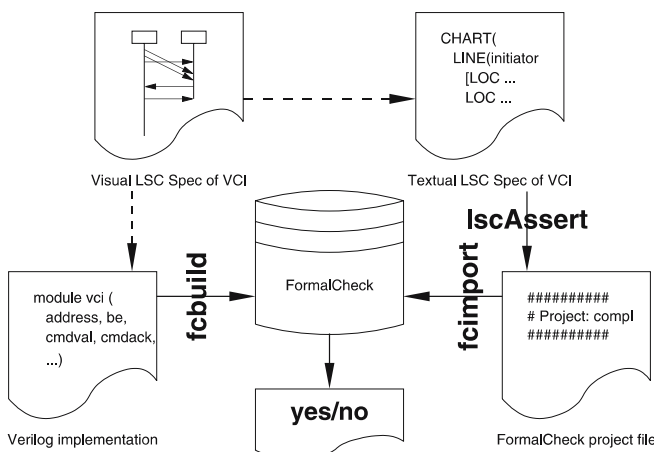 CHART(
LINE(initiator
[LOC ...
LOC ...
Visual LSC Spec of VCI
Textual LSC Spec of VCI
lscAssert
fcbuild
FormalCheck
fcimport
module vci (
address, be,
cmdval, cmdack,
...)
##########
# Project: compl
##########
yes/no
Verilog implementation
FormalCheck project file